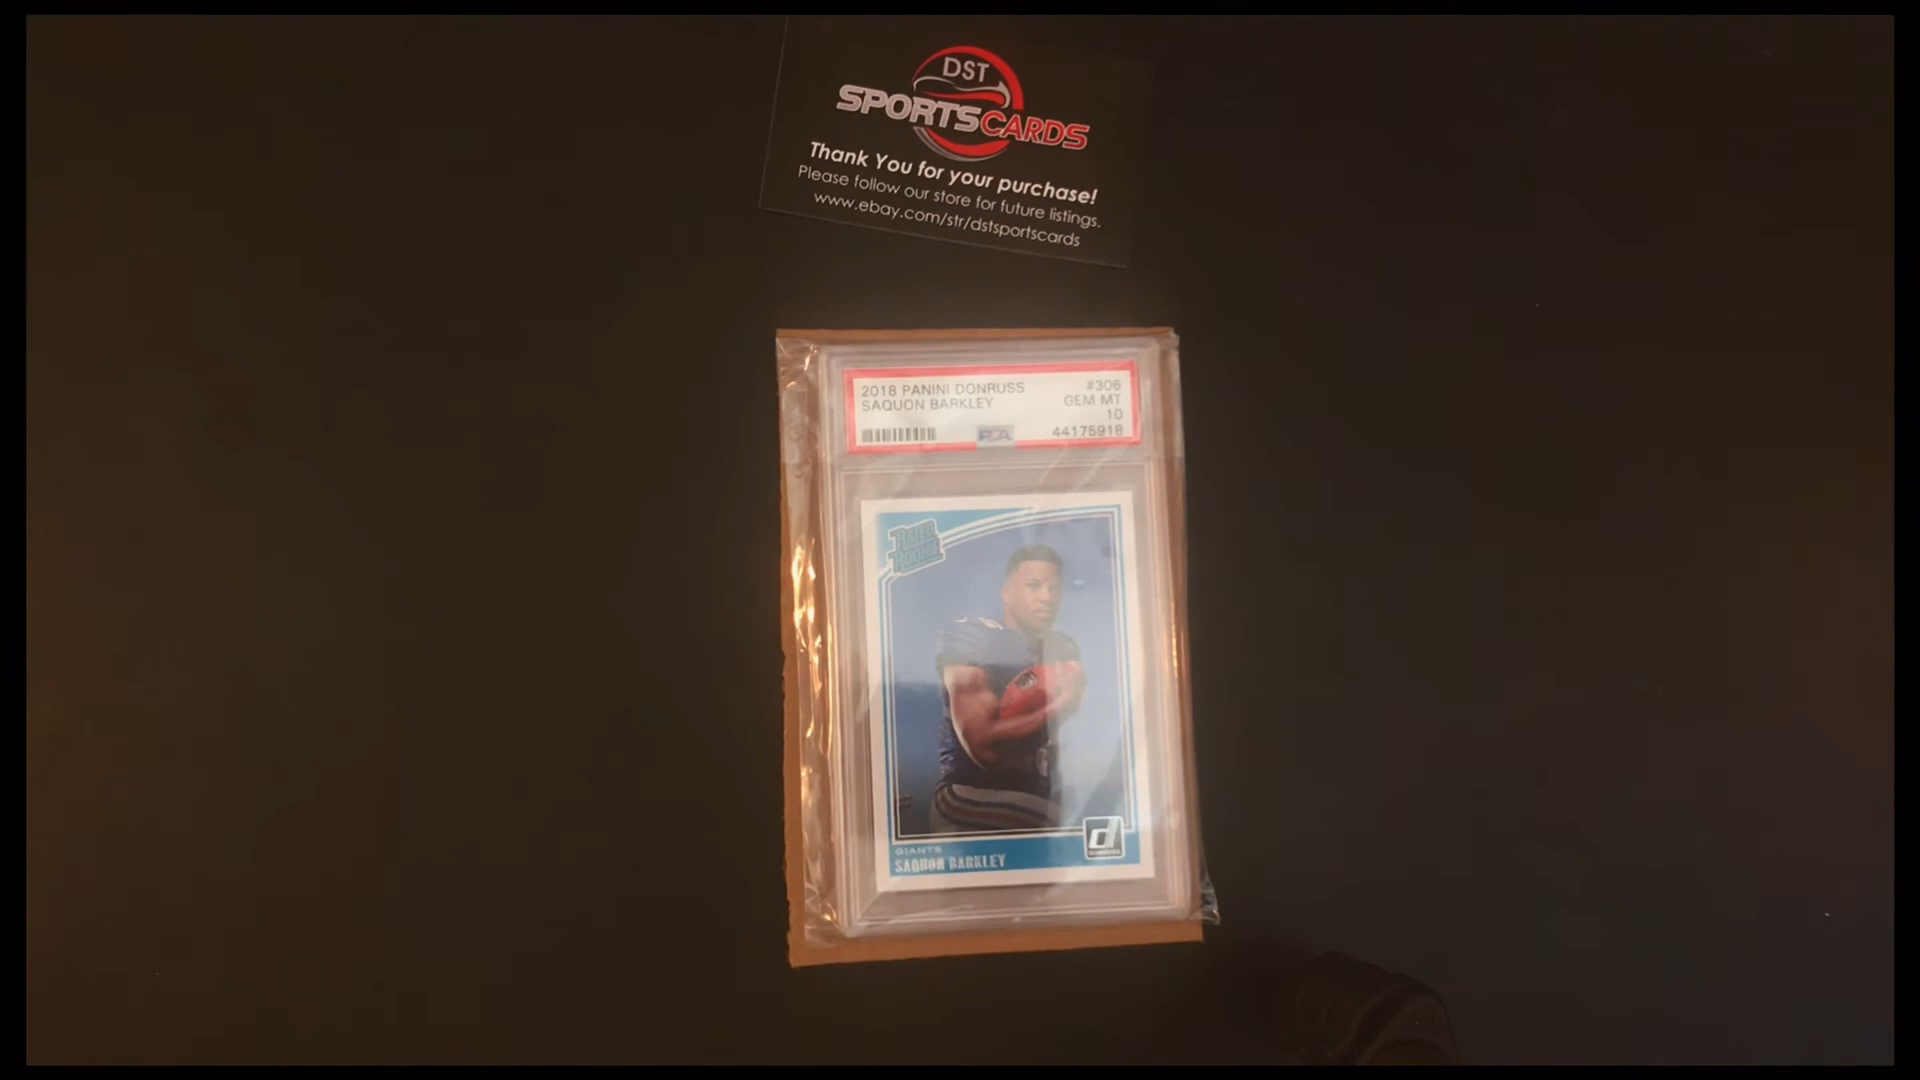 DST
SPORTSCARDS
Thank You for your purchase!
Please follow our store for future listings.
www.ebay.com/str/dstsportscards
2018 PANINI DONRUSS #306
SAQUON BARKLEY GEM MT
10
PSA 44175918
RATED
ROOKIE
GIANTS
SAQUON BARKLEY
d
DONRUSS